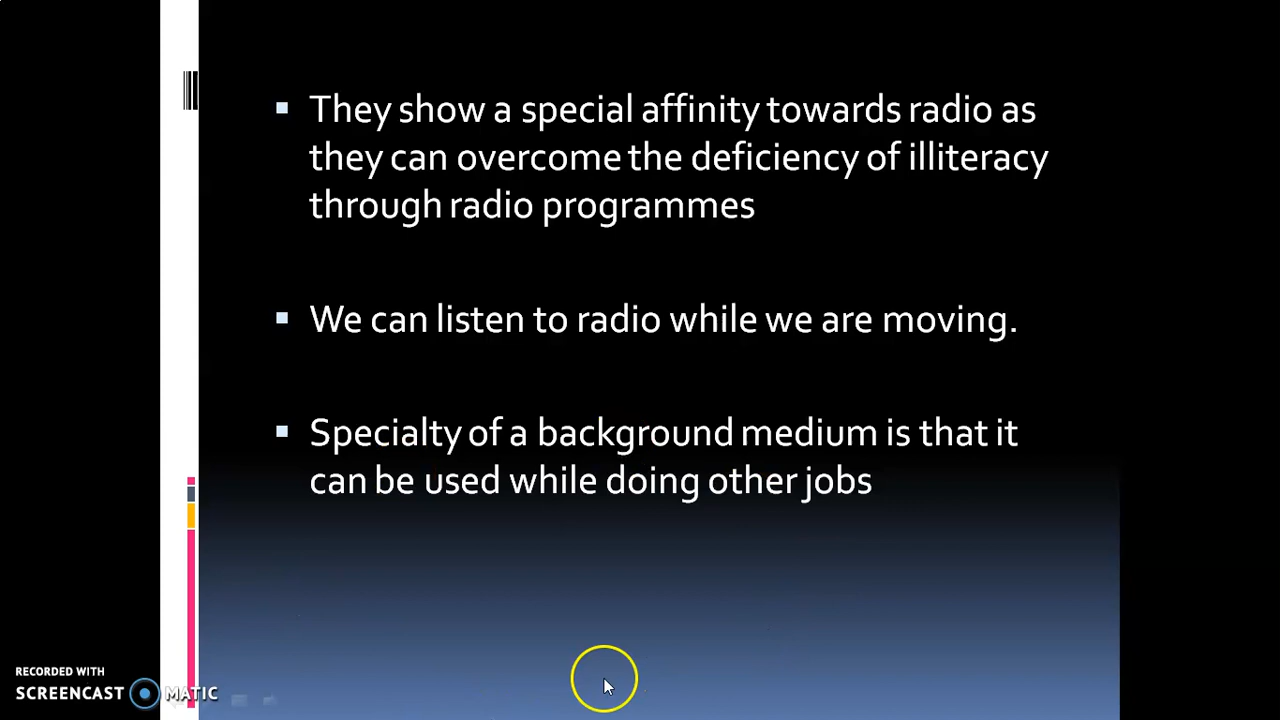 They show a special affinity towards radio as
they can overcome the deficiency of illiteracy
through radio programmes
We can listen to radio while we are moving.
Specialty of a background medium is that it
can be used while doing other jobs
RECORDED WITH
SCREENCAST MATIC